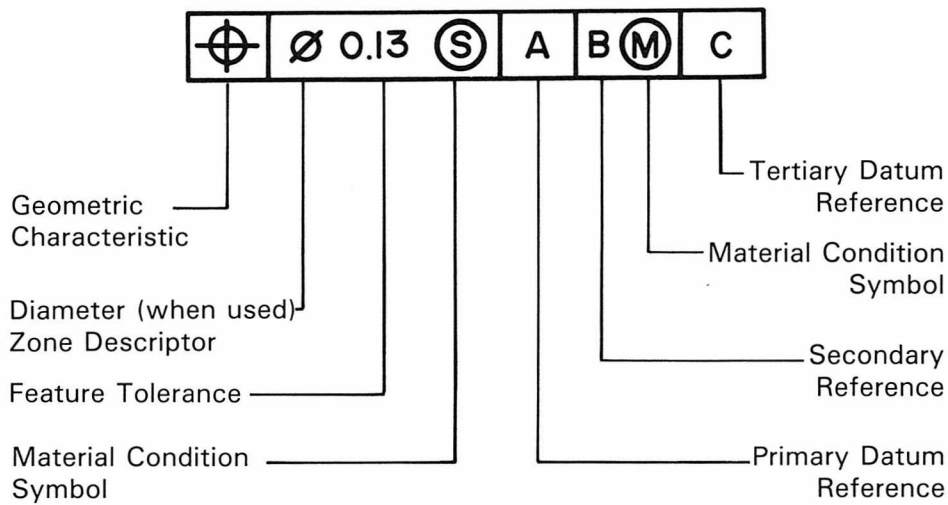 ⌖ Ø 0.13 Ⓢ A B Ⓜ C
Geometric
Characteristic
Diameter (when used)
Zone Descriptor
Feature Tolerance
Material Condition
Symbol
Tertiary Datum
Reference
Material Condition
Symbol
Secondary
Reference
Primary Datum
Reference